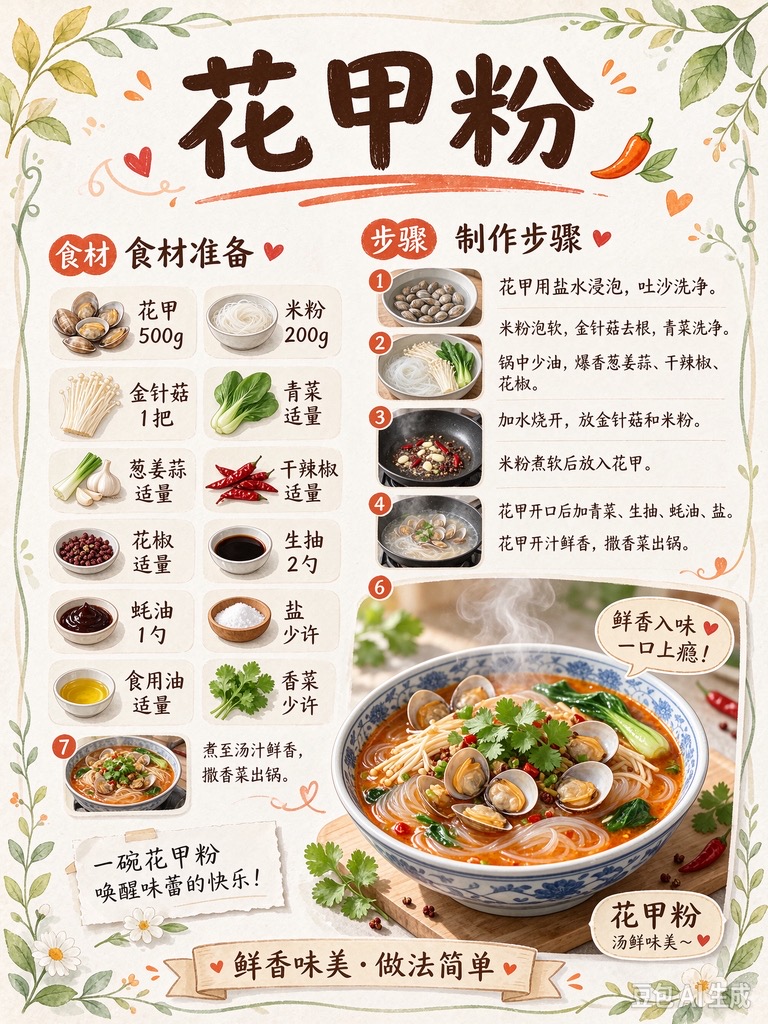 花甲粉
食材 食材准备
花甲
500g
米粉
200g
金针菇
1把
青菜
适量
葱姜蒜
适量
干辣椒
适量
花椒
适量
生抽
2勺
蚝油
1勺
盐
少许
食用油
适量
香菜
少许
步骤 制作步骤
1
花甲用盐水浸泡，吐沙洗净。
2
米粉泡软，金针菇去根，青菜洗净。
锅中少油，爆香葱姜蒜、干辣椒、
花椒。
3
加水烧开，放金针菇和米粉。
米粉煮软后放入花甲。
4
花甲开口后加青菜、生抽、蚝油、盐。
花甲开汁鲜香，撒香菜出锅。
6
鲜香入味
一口上瘾！
7
煮至汤汁鲜香，
撒香菜出锅。
一碗花甲粉
唤醒味蕾的快乐！
花甲粉
汤鲜味美~
鲜香味美·做法简单
豆包AI生成